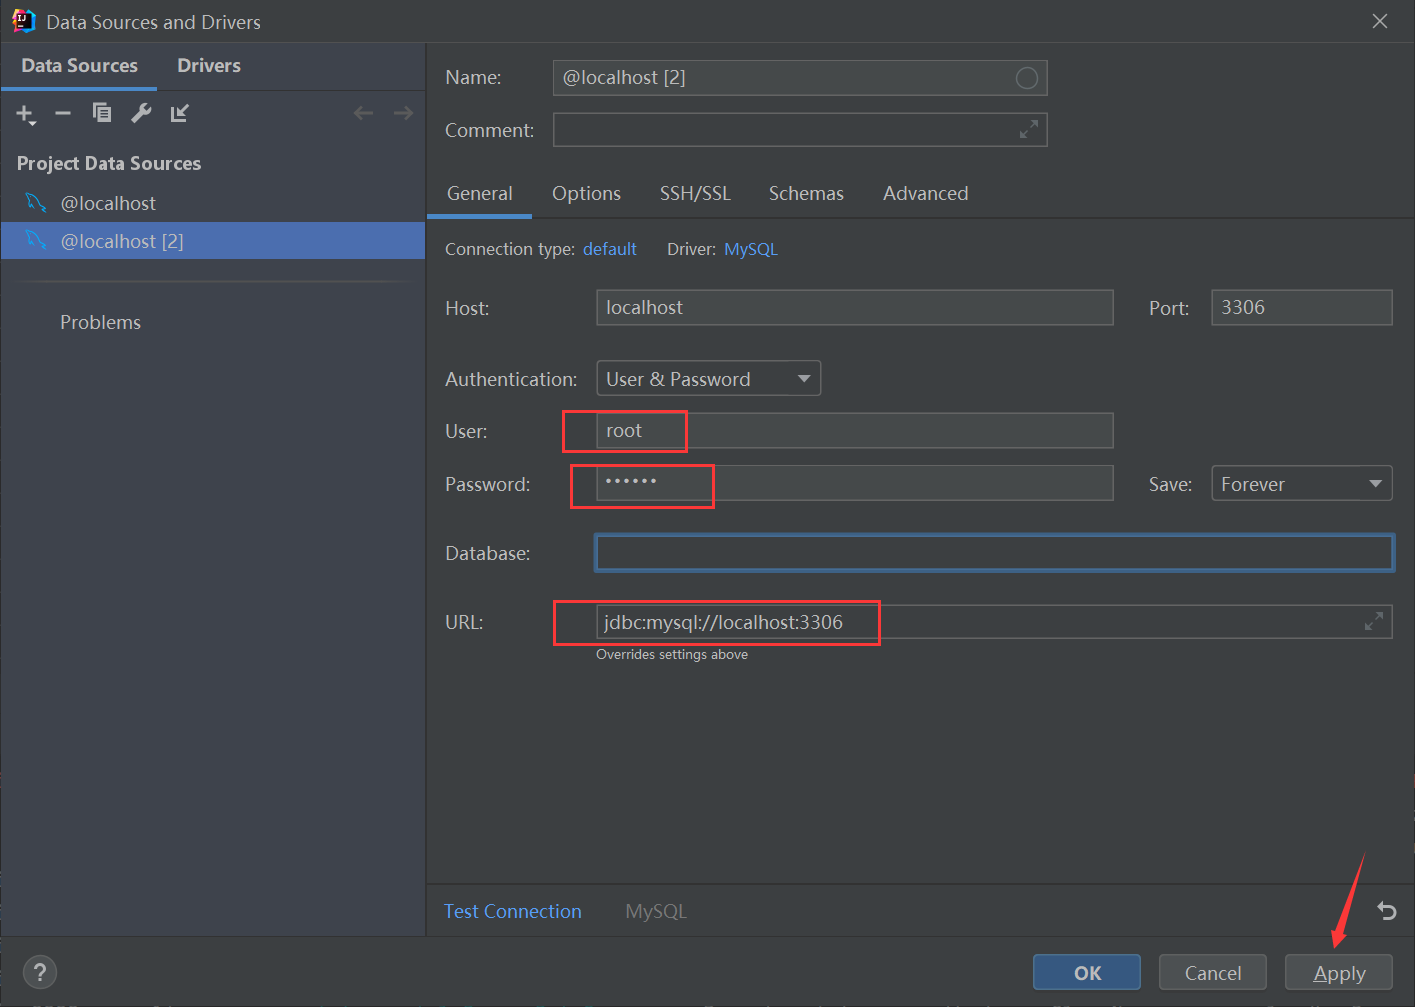 Data Sources and Drivers
Data Sources Drivers
Name: @localhost [2]
Comment:
Project Data Sources
@localhost
@localhost [2]
Problems
General Options SSH/SSL Schemas Advanced
Connection type: default Driver: MySQL
Host: localhost Port: 3306
Authentication: User & Password
User: root
Password: •••••• Save: Forever
Database:
URL: jdbc:mysql://localhost:3306
Overrides settings above
Test Connection MySQL
? OK Cancel Apply